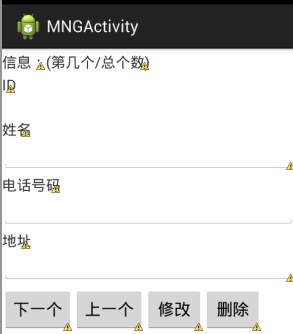 MNGActivity
信息：(第几个/总个数)
ID
姓名
电话号码
地址
下一个 上一个 修改 删除